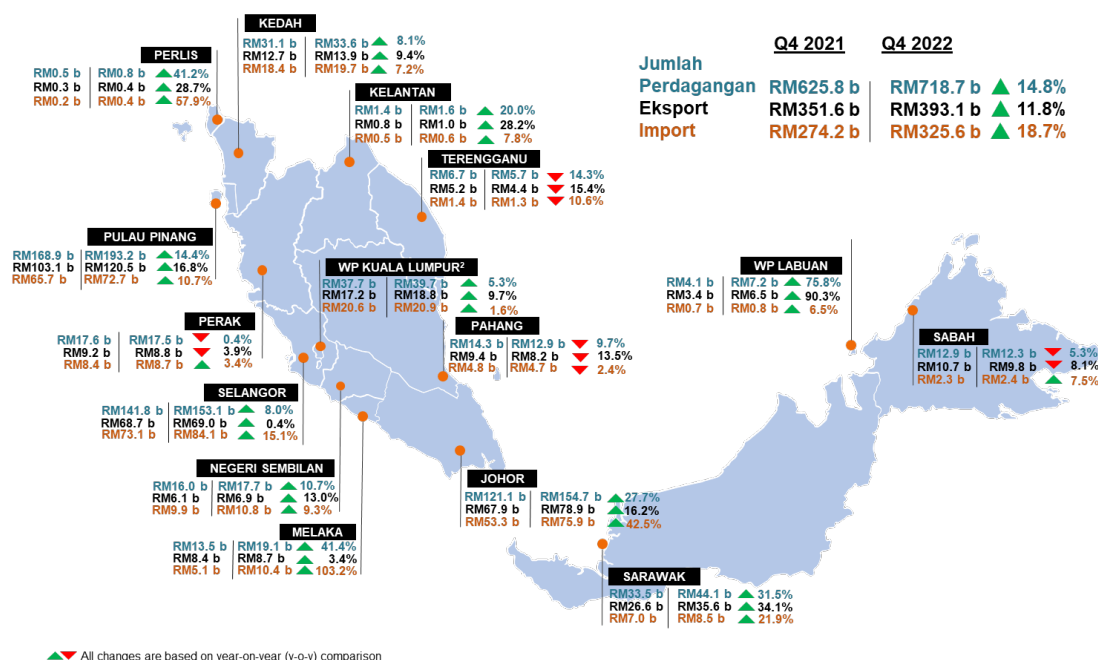 KEDAH
RM31.1 b RM33.6 b 8.1%
RM12.7 b RM13.9 b 9.4%
RM18.4 b RM19.7 b 7.2%
PERLIS
RM0.5 b RM0.8 b 41.2%
RM0.3 b RM0.4 b 28.7%
RM0.2 b RM0.4 b 57.9%
Q4 2021 Q4 2022
Jumlah
Perdagangan RM625.8 b RM718.7 b 14.8%
Eksport RM351.6 b RM393.1 b 11.8%
Import RM274.2 b RM325.6 b 18.7%
KELANTAN
RM1.4 b RM1.6 b 20.0%
RM0.8 b RM1.0 b 28.2%
RM0.5 b RM0.6 b 7.8%
TERENGGANU
RM6.7 b RM5.7 b 14.3%
RM5.2 b RM4.4 b 15.4%
RM1.4 b RM1.3 b 10.6%
PULAU PINANG
RM168.9 b RM193.2 b 14.4%
RM103.1 b RM120.5 b 16.8%
RM65.7 b RM72.7 b 10.7%
WP KUALA LUMPUR²
RM37.7 b RM39.7 b 5.3%
RM17.2 b RM18.8 b 9.7%
RM20.6 b RM20.9 b 1.6%
WP LABUAN
RM4.1 b RM7.2 b 75.8%
RM3.4 b RM6.5 b 90.3%
RM0.7 b RM0.8 b 6.5%
PERAK
RM17.6 b RM17.5 b 0.4%
RM9.2 b RM8.8 b 3.9%
RM8.4 b RM8.7 b 3.4%
PAHANG
RM14.3 b RM12.9 b 9.7%
RM9.4 b RM8.2 b 13.5%
RM4.8 b RM4.7 b 2.4%
SABAH
RM12.9 b RM12.3 b 5.3%
RM10.7 b RM9.8 b 8.1%
RM2.3 b RM2.4 b 7.5%
SELANGOR
RM141.8 b RM153.1 b 8.0%
RM68.7 b RM69.0 b 0.4%
RM73.1 b RM84.1 b 15.1%
NEGERI SEMBILAN
RM16.0 b RM17.7 b 10.7%
RM6.1 b RM6.9 b 13.0%
RM9.9 b RM10.8 b 9.3%
JOHOR
RM121.1 b RM154.7 b 27.7%
RM67.9 b RM78.9 b 16.2%
RM53.3 b RM75.9 b 42.5%
MELAKA
RM13.5 b RM19.1 b 41.4%
RM8.4 b RM8.7 b 3.4%
RM5.1 b RM10.4 b 103.2%
SARAWAK
RM33.5 b RM44.1 b 31.5%
RM26.6 b RM35.6 b 34.1%
RM7.0 b RM8.5 b 21.9%
All changes are based on year-on-year (y-o-y) comparison